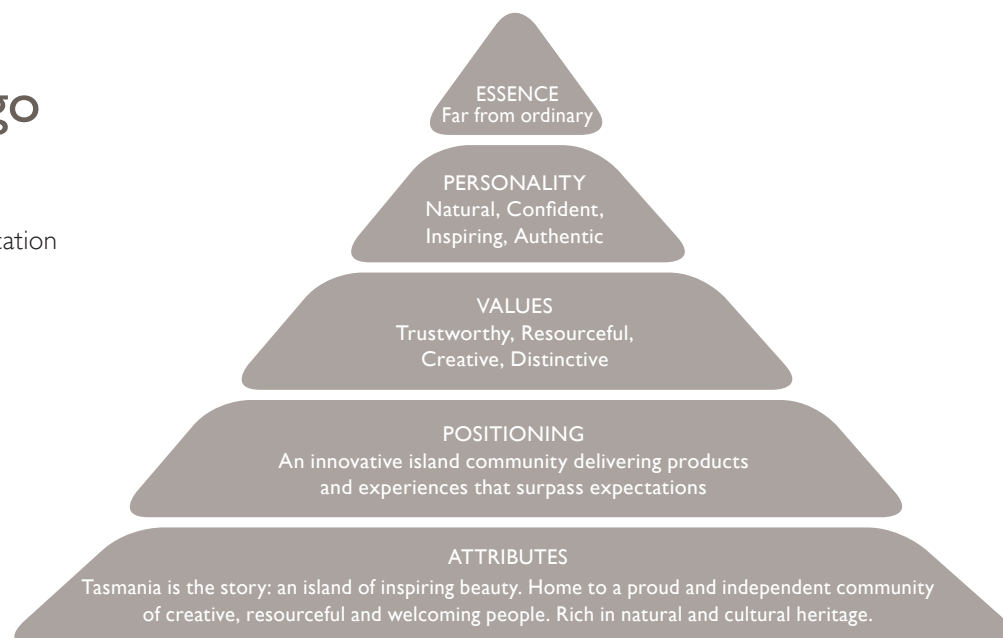 go
cation
ESSENCE
Far from ordinary
PERSONALITY
Natural, Confident,
Inspiring, Authentic
VALUES
Trustworthy, Resourceful,
Creative, Distinctive
POSITIONING
An innovative island community delivering products
and experiences that surpass expectations
ATTRIBUTES
Tasmania is the story: an island of inspiring beauty. Home to a proud and independent community
of creative, resourceful and welcoming people. Rich in natural and cultural heritage.